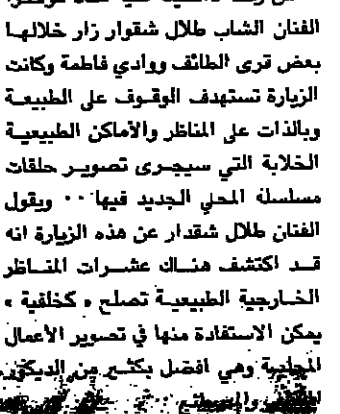 الفنان الشاب طلال شقوار زار خلالها
بعض قرى الطائف ووادي فاطمة وكانت
الزيارة تستهدف الوقوف على الطبيعة
وبالذات على المناظر والأماكن الطبيعية
الخلابة التي سيجرى تصوير حلقات
مسلسلة المحلي الجديد فيها ٠٠ ويقول
الفنان طلال شقدار عن هذه الزيارة انه
قد اكتشف هناك عشرات المناظر
الخارجية الطبيعية تصلح « كخلفية »
يمكن الاستفادة منها في تصوير الأعمال
المحلية وهي افضل بكثير من الديكور